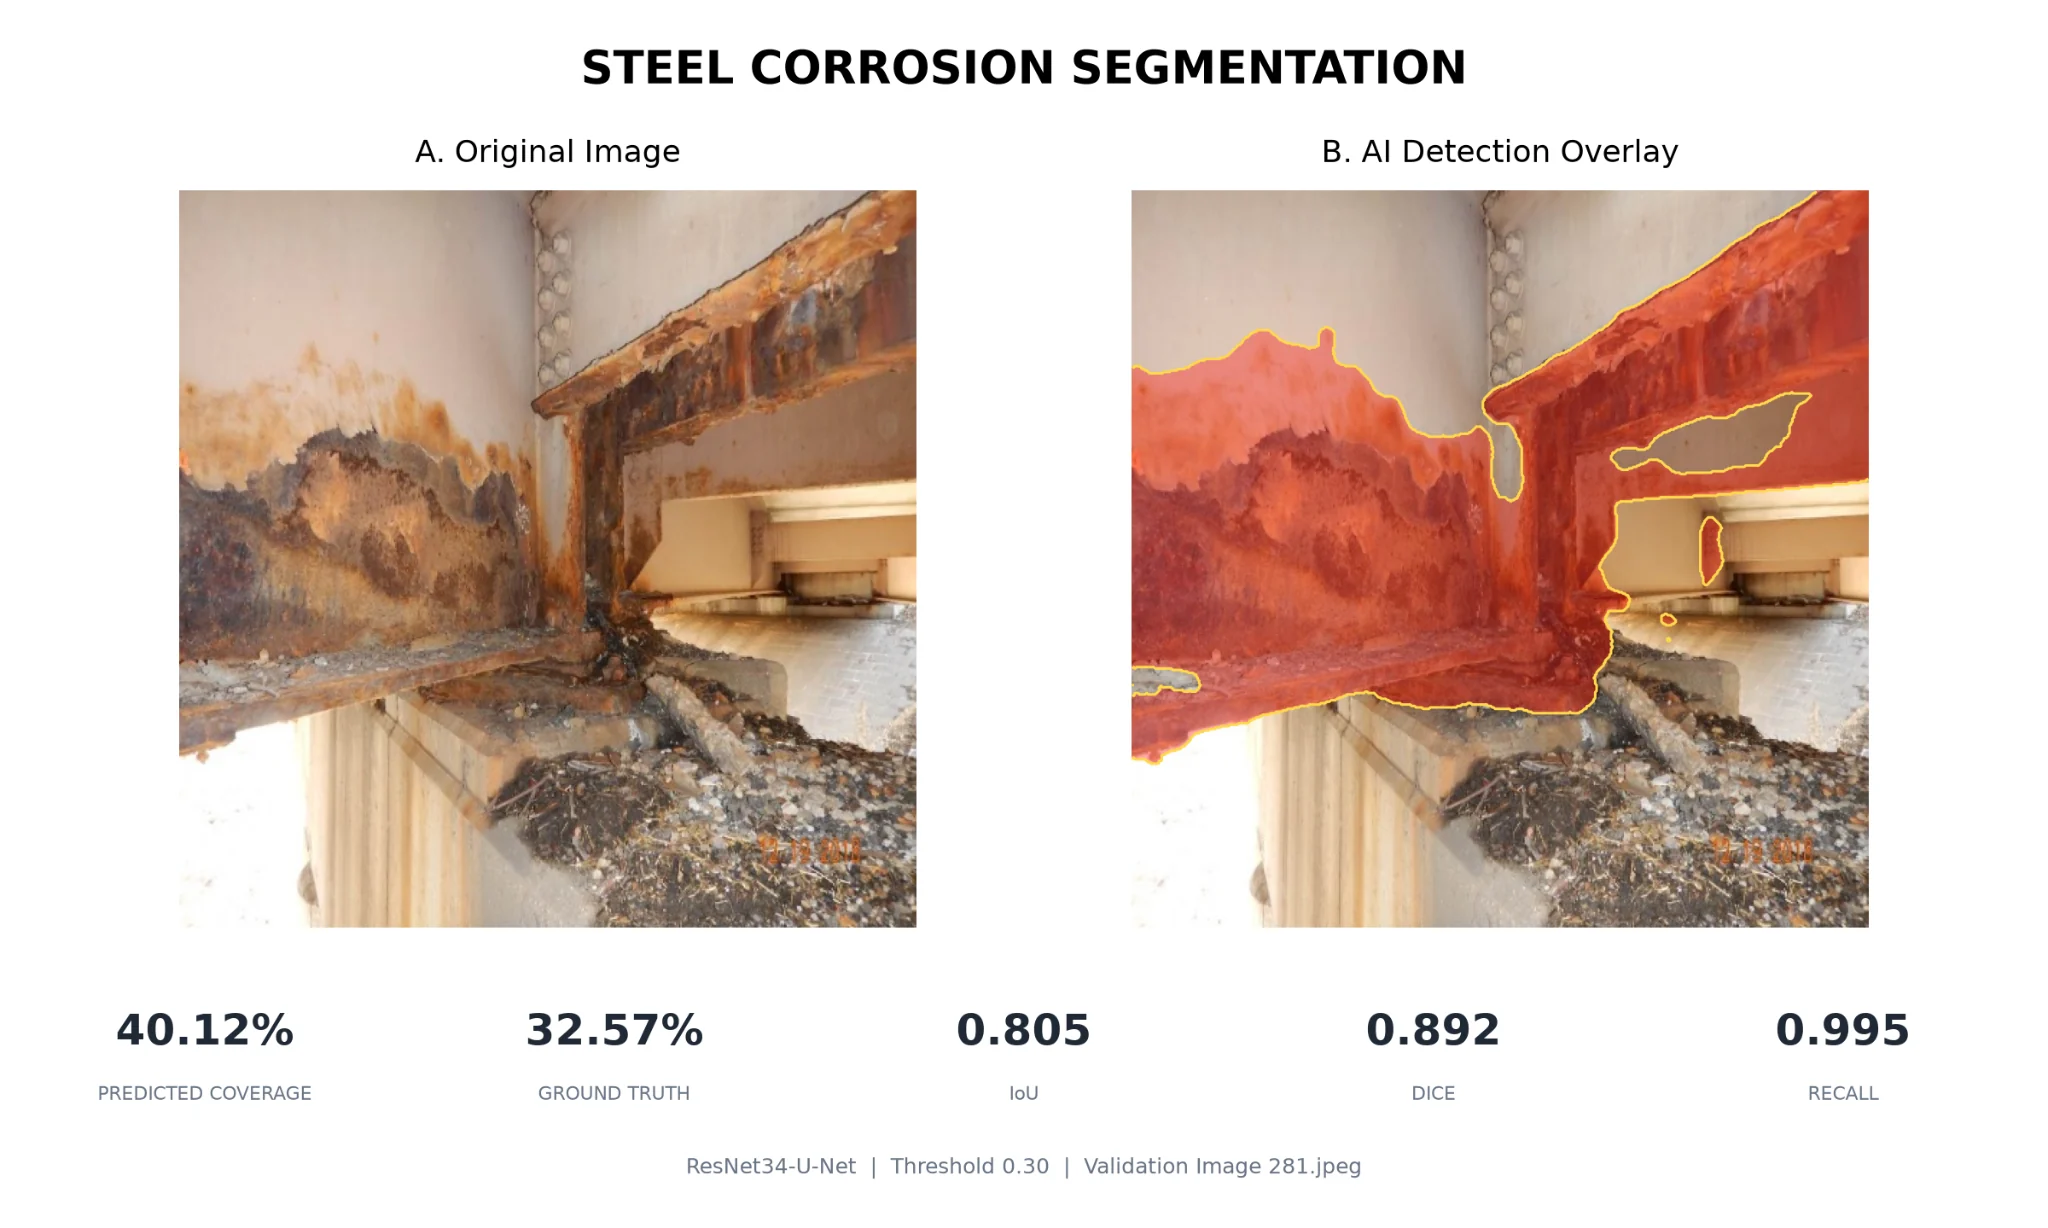 STEEL CORROSION SEGMENTATION
A. Original Image
B. AI Detection Overlay
40.12%
32.57%
0.805
0.892
0.995
PREDICTED COVERAGE
GROUND TRUTH
IoU
DICE
RECALL
ResNet34-U-Net | Threshold 0.30 | Validation Image 281.jpeg